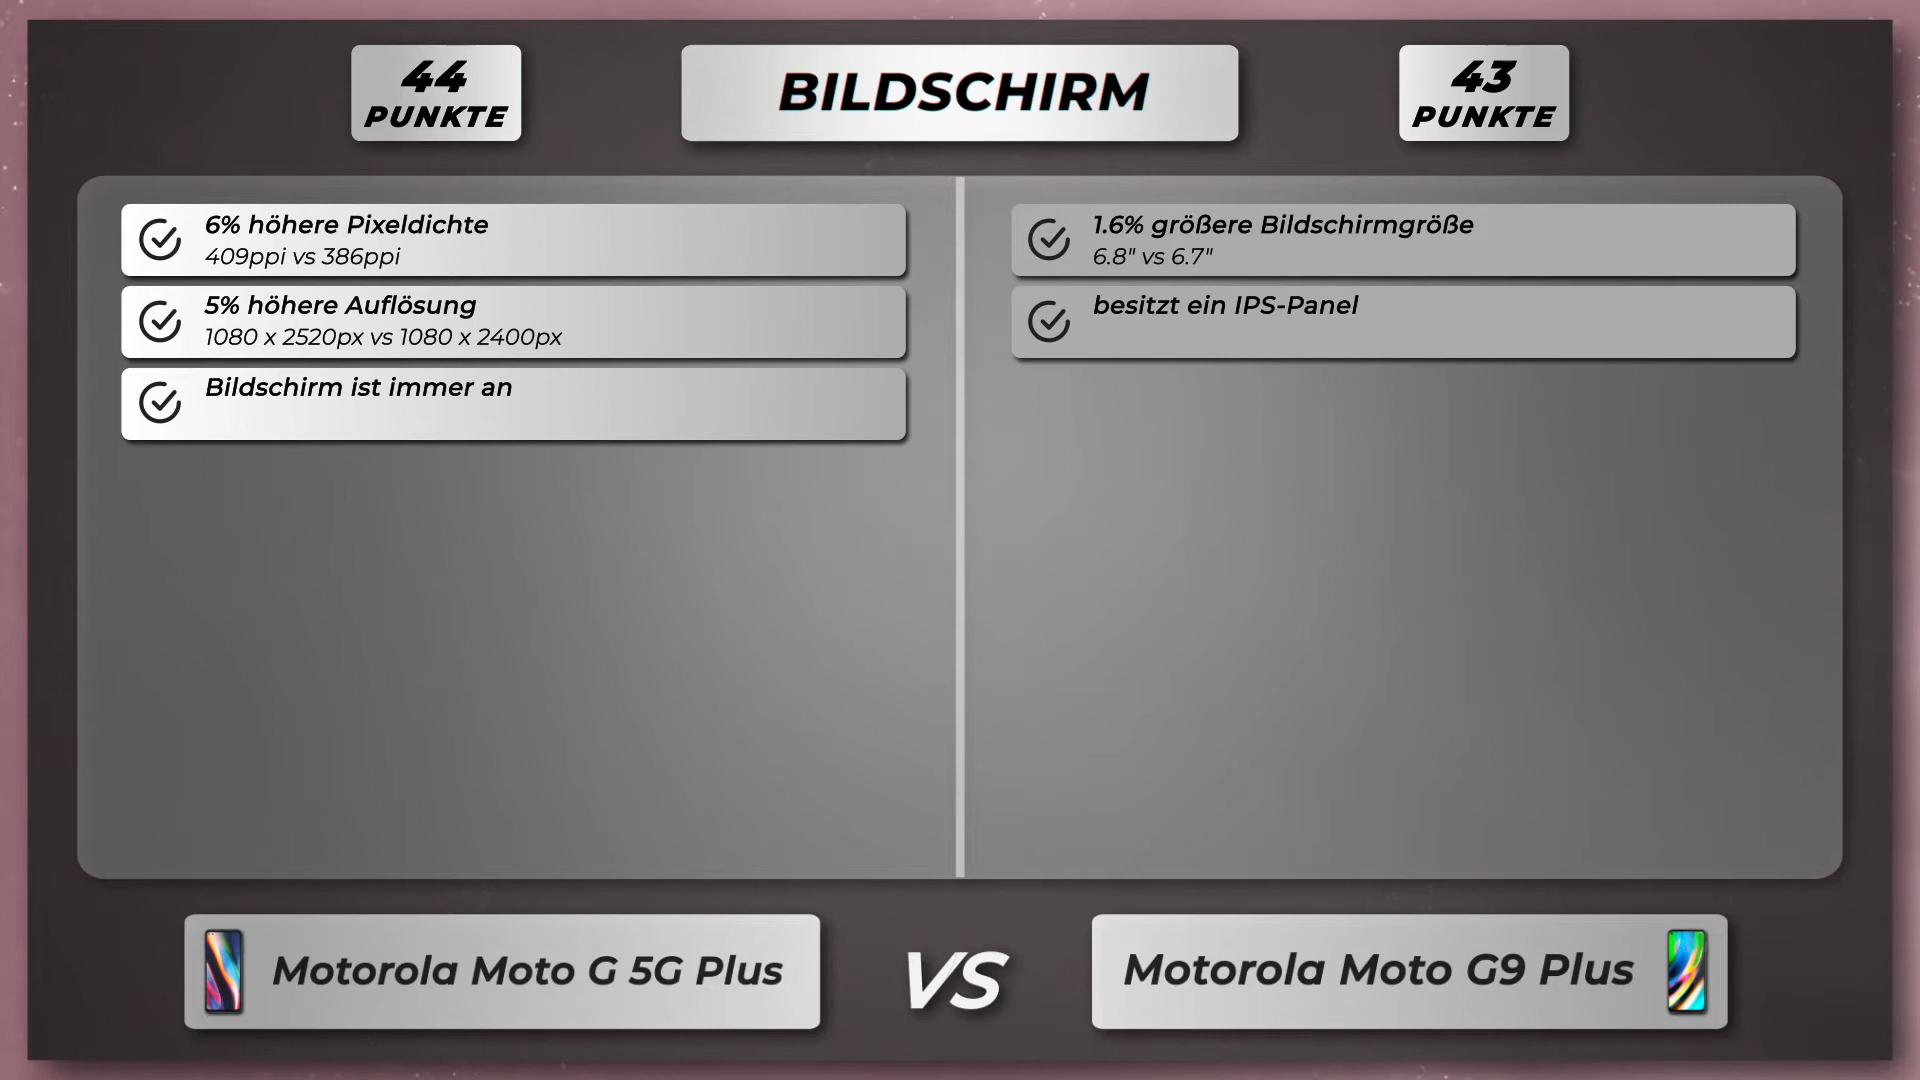 44
PUNKTE
BILDSCHIRM
43
PUNKTE
6% höhere Pixeldichte
409ppi vs 386ppi
5% höhere Auflösung
1080 x 2520px vs 1080 x 2400px
Bildschirm ist immer an
1.6% größere Bildschirmgröße
6.8" vs 6.7"
besitzt ein IPS-Panel
Motorola Moto G 5G Plus
VS
Motorola Moto G9 Plus